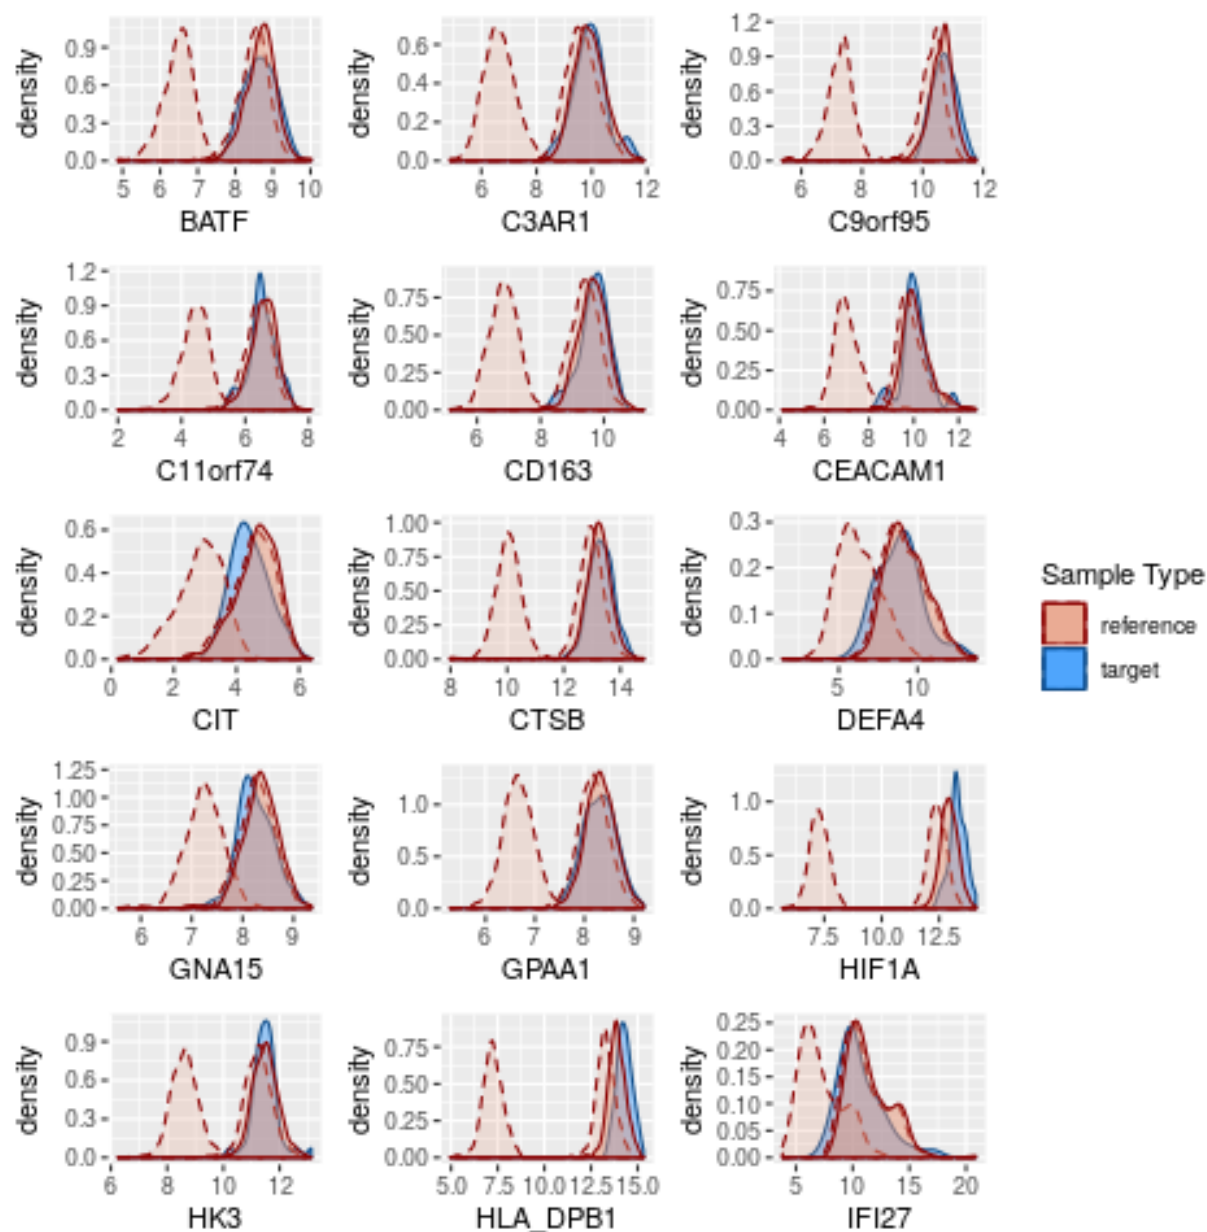 density
0.9
0.6
0.3
0.0
5 6 7 8 9 10
BATF
density
0.6
0.4
0.2
0.0
6 8 10 12
C3AR1
density
1.2
0.9
0.6
0.3
0.0
6 8 10 12
C9orf95
density
1.2
0.9
0.6
0.3
0.0
2 4 6 8
C11orf74
density
0.75
0.50
0.25
0.00
6 8 10
CD163
density
0.75
0.50
0.25
0.00
4 6 8 10 12
CEACAM1
density
0.6
0.4
0.2
0.0
0 2 4 6
CIT
density
1.00
0.75
0.50
0.25
0.00
8 10 12 14
CTSB
density
0.3
0.2
0.1
0.0
5 10
DEFA4
Sample Type
reference
target
density
1.25
1.00
0.75
0.50
0.25
0.00
6 7 8 9
GNA15
density
1.0
0.5
0.0
6 7 8 9
GPAA1
density
1.0
0.5
0.0
7.5 10.0 12.5
HIF1A
density
0.9
0.6
0.3
0.0
6 8 10 12
HK3
density
0.75
0.50
0.25
0.00
5.0 7.5 10.0 12.5 15.0
HLA_DPB1
density
0.25
0.20
0.15
0.10
0.05
0.00
5 10 15 20
IFI27